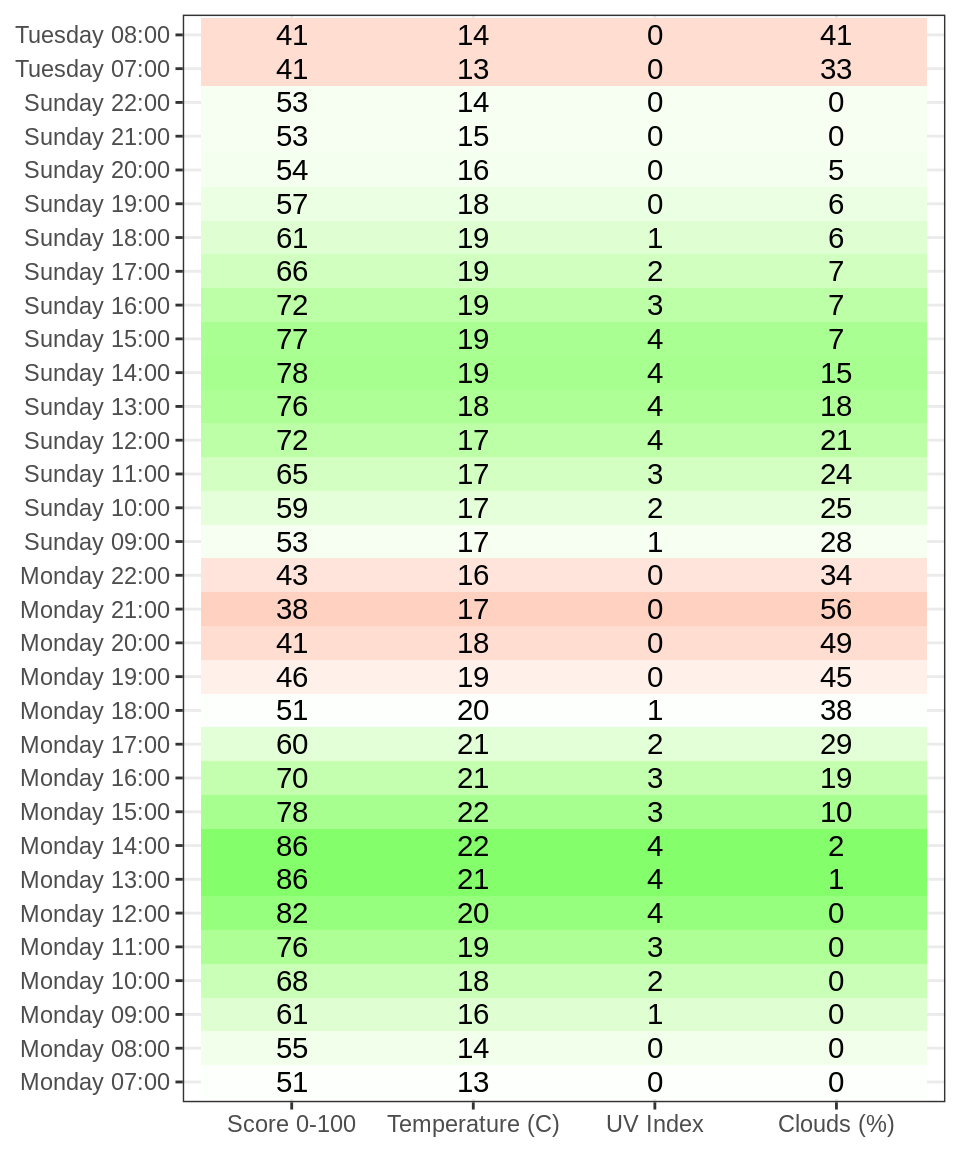 Tuesday 08:00 41 14 0 41
Tuesday 07:00 41 13 0 33
Sunday 22:00 53 14 0 0
Sunday 21:00 53 15 0 0
Sunday 20:00 54 16 0 5
Sunday 19:00 57 18 0 6
Sunday 18:00 61 19 1 6
Sunday 17:00 66 19 2 7
Sunday 16:00 72 19 3 7
Sunday 15:00 77 19 4 7
Sunday 14:00 78 19 4 15
Sunday 13:00 76 18 4 18
Sunday 12:00 72 17 4 21
Sunday 11:00 65 17 3 24
Sunday 10:00 59 17 2 25
Sunday 09:00 53 17 1 28
Monday 22:00 43 16 0 34
Monday 21:00 38 17 0 56
Monday 20:00 41 18 0 49
Monday 19:00 46 19 0 45
Monday 18:00 51 20 1 38
Monday 17:00 60 21 2 29
Monday 16:00 70 21 3 19
Monday 15:00 78 22 3 10
Monday 14:00 86 22 4 2
Monday 13:00 86 21 4 1
Monday 12:00 82 20 4 0
Monday 11:00 76 19 3 0
Monday 10:00 68 18 2 0
Monday 09:00 61 16 1 0
Monday 08:00 55 14 0 0
Monday 07:00 51 13 0 0
Score 0-100 Temperature (C) UV Index Clouds (%)